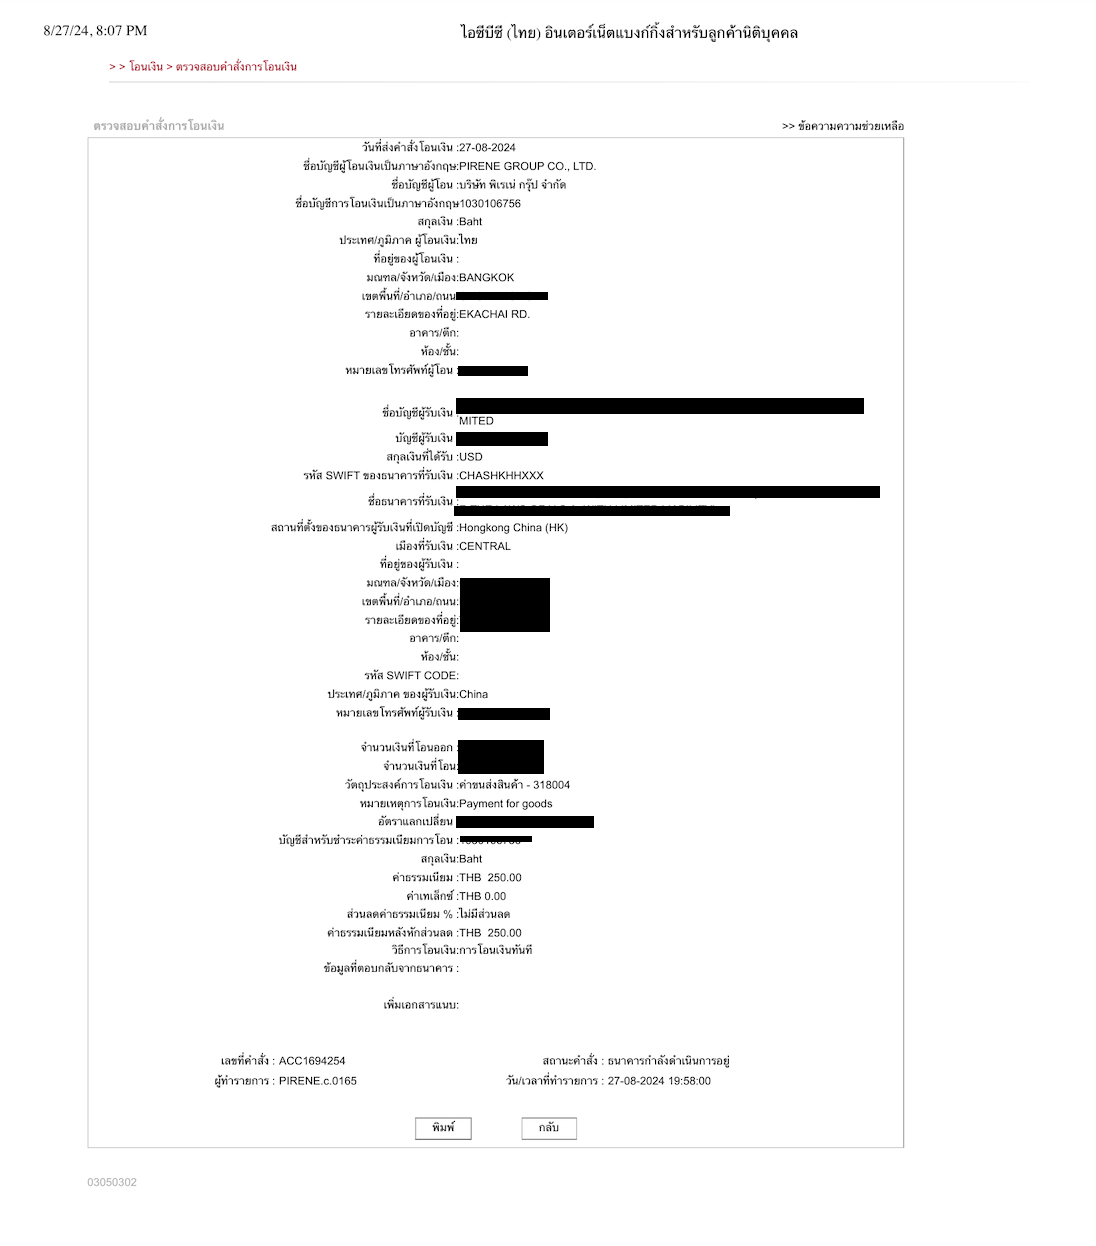 8/27/24, 8:07 PM
ไอซีบีซี (ไทย) อินเตอร์เน็ตแบงก์กิ้งสำหรับลูกค้านิติบุคคล
> > โอนเงิน > ตรวจสอบคำสั่งการโอนเงิน
ตรวจสอบคำสั่งการโอนเงิน
>> ข้อความความช่วยเหลือ
วันที่ส่งคำสั่งโอนเงิน :27-08-2024
ชื่อบัญชีผู้โอนเงินเป็นภาษาอังกฤษ:PIRENE GROUP CO., LTD.
ชื่อบัญชีผู้โอน :บริษัท พิเรเน่ กรุ๊ป จำกัด
ชื่อบัญชีการโอนเงินเป็นภาษาอังกฤษ1030106756
สกุลเงิน :Baht
ประเทศ/ภูมิภาค ผู้โอนเงิน:ไทย
ที่อยู่ของผู้โอนเงิน :
มณฑล/จังหวัด/เมือง:BANGKOK
เขตพื้นที่/อำเภอ/ถนน
รายละเอียดของที่อยู่:EKACHAI RD.
อาคาร/ตึก:
ห้อง/ชั้น:
หมายเลขโทรศัพท์ผู้โอน :
ชื่อบัญชีผู้รับเงิน
MITED
บัญชีผู้รับเงิน
สกุลเงินที่ได้รับ :USD
รหัส SWIFT ของธนาคารที่รับเงิน :CHASHKHHXXX
ชื่อธนาคารที่รับเงิน :
สถานที่ตั้งของธนาคารผู้รับเงินที่เปิดบัญชี :Hongkong China (HK)
เมืองที่รับเงิน :CENTRAL
ที่อยู่ของผู้รับเงิน :
มณฑล/จังหวัด/เมือง:
เขตพื้นที่/อำเภอ/ถนน:
รายละเอียดของที่อยู่:
อาคาร/ตึก:
ห้อง/ชั้น:
รหัส SWIFT CODE:
ประเทศ/ภูมิภาค ของผู้รับเงิน:China
หมายเลขโทรศัพท์ผู้รับเงิน :
จำนวนเงินที่โอนออก :
จำนวนเงินที่โอน:
วัตถุประสงค์การโอนเงิน :ค่าขนส่งสินค้า - 318004
หมายเหตุการโอนเงิน:Payment for goods
อัตราแลกเปลี่ยน
บัญชีสำหรับชำระค่าธรรมเนียมการโอน :
สกุลเงิน:Baht
ค่าธรรมเนียม :THB 250.00
ค่าเทเล็กซ์ :THB 0.00
ส่วนลดค่าธรรมเนียม % :ไม่มีส่วนลด
ค่าธรรมเนียมหลังหักส่วนลด :THB 250.00
วิธีการโอนเงิน:การโอนเงินทันที
ข้อมูลที่ตอบกลับจากธนาคาร :
เพิ่มเอกสารแนบ:
เลขที่คำสั่ง : ACC1694254
สถานะคำสั่ง : ธนาคารกำลังดำเนินการอยู่
ผู้ทำรายการ : PIRENE.c.0165
วัน/เวลาที่ทำรายการ : 27-08-2024 19:58:00
พิมพ์
กลับ
03050302